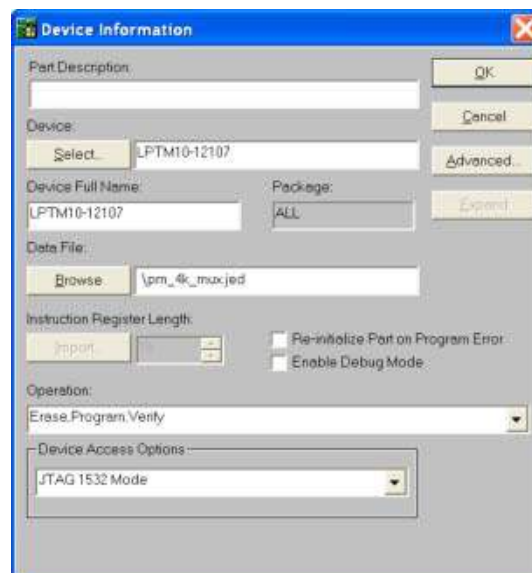 Device Information
Part Description:
OK
Cancel
Device:
Select...
LPTM10-12107
Advanced...
Device Full Name:
Package:
LPTM10-12107
ALL
Expand
Data File:
Browse
.\pm_4k_mux.jed
Instruction Register Length:
Import...
Re-initialize Part on Program Error
Enable Debug Mode
Operation:
Erase,Program,Verify
Device Access Options
JTAG 1532 Mode